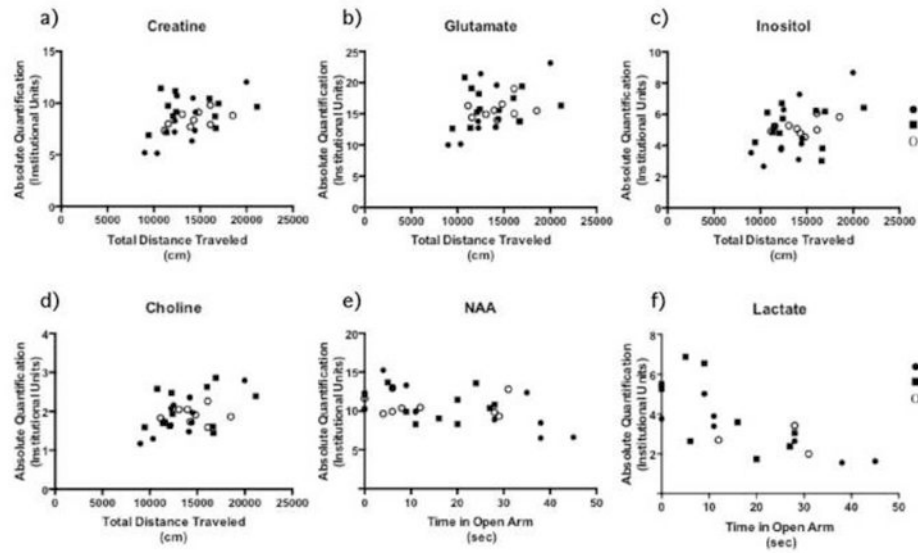 a)
Creatine
Absolute Quantification
(Institutional Units)
15
10
5
0
0 5000 10000 15000 20000 25000
Total Distance Traveled
(cm)
b)
Glutamate
Absolute Quantification
(Institutional Units)
25
20
15
10
5
0
0 5000 10000 15000 20000 25000
Total Distance Traveled
(cm)
c)
Inositol
Absolute Quantification
(Institutional Units)
10
8
6
4
2
0
0 5000 10000 15000 20000 25000
Total Distance Traveled
(cm)
d)
Choline
Absolute Quantification
(Institutional Units)
4
3
2
1
0
0 5000 10000 15000 20000 25000
Total Distance Traveled
(cm)
e)
NAA
Absolute Quantification
(Institutional Units)
20
15
10
5
0 10 20 30 40 50
Time in Open Arm
(sec)
f)
Lactate
Absolute Quantification
(Institutional Units)
8
6
4
2
0 10 20 30 40 50
Time in Open Arm
(sec)